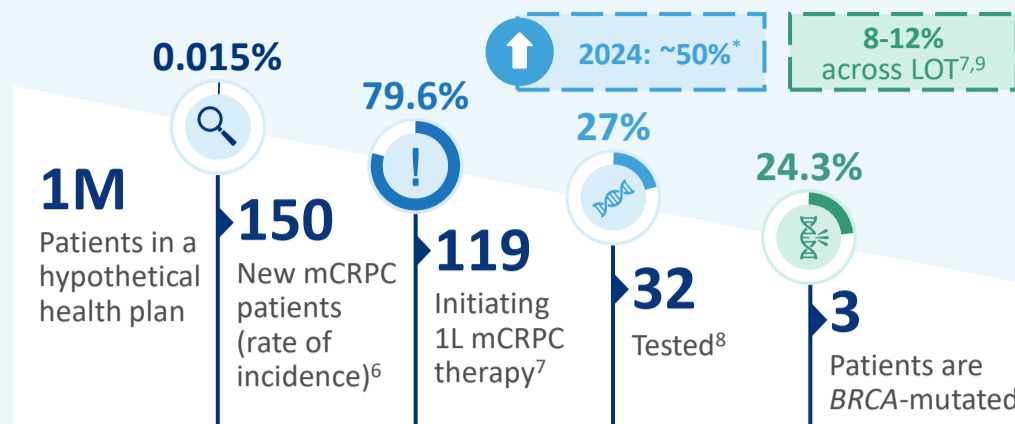 0.015%
1M
Patients in a
hypothetical
health plan
150
New mCRPC
patients
(rate of
incidence)6
79.6%
119
Initiating
1L mCRPC
therapy7
2024: ~50%*
27%
32
Tested8
8-12%
across LOT7,9
24.3%
3
Patients are
BRCA-mutated